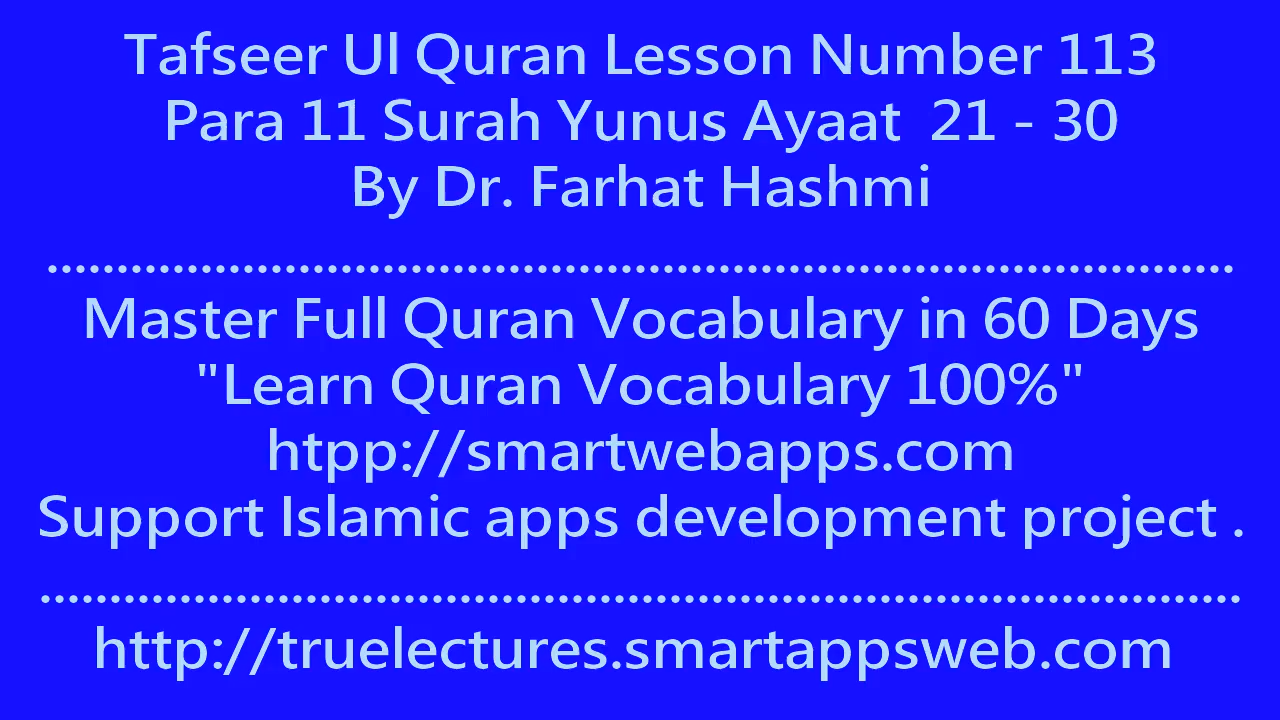 Tafseer Ul Quran Lesson Number 113
Para 11 Surah Yunus Ayaat  21 - 30
By Dr. Farhat Hashmi
......................................................................................
Master Full Quran Vocabulary in 60 Days
"Learn Quran Vocabulary 100%"
htpp://smartwebapps.com
Support Islamic apps development project .
.......................................................................................
http://truelectures.smartappsweb.com